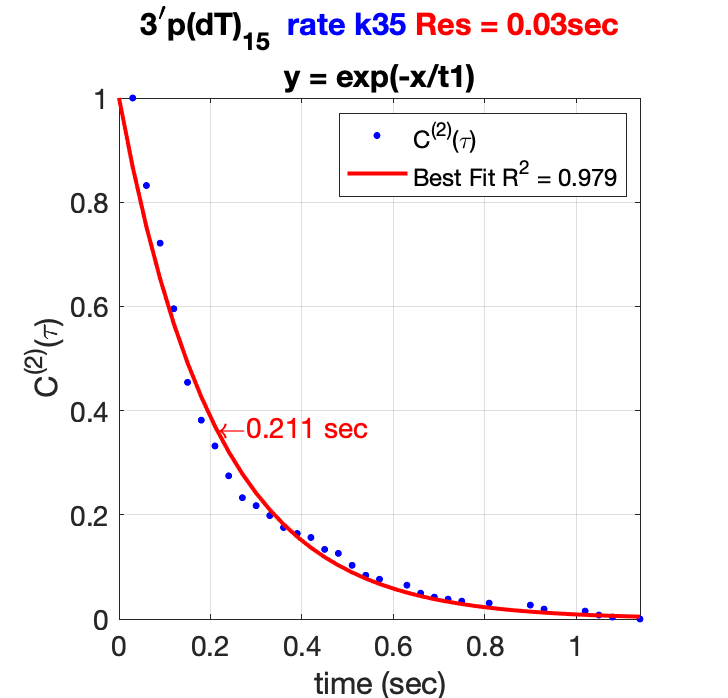 3′p(dT)15 rate k35 Res = 0.03sec
y = exp(-x/t1)
C(2)(τ)
Best Fit R2 = 0.979
1
0.8
0.6
0.4
0.2
0
C(2)(τ)
←0.211 sec
0 0.2 0.4 0.6 0.8 1
time (sec)